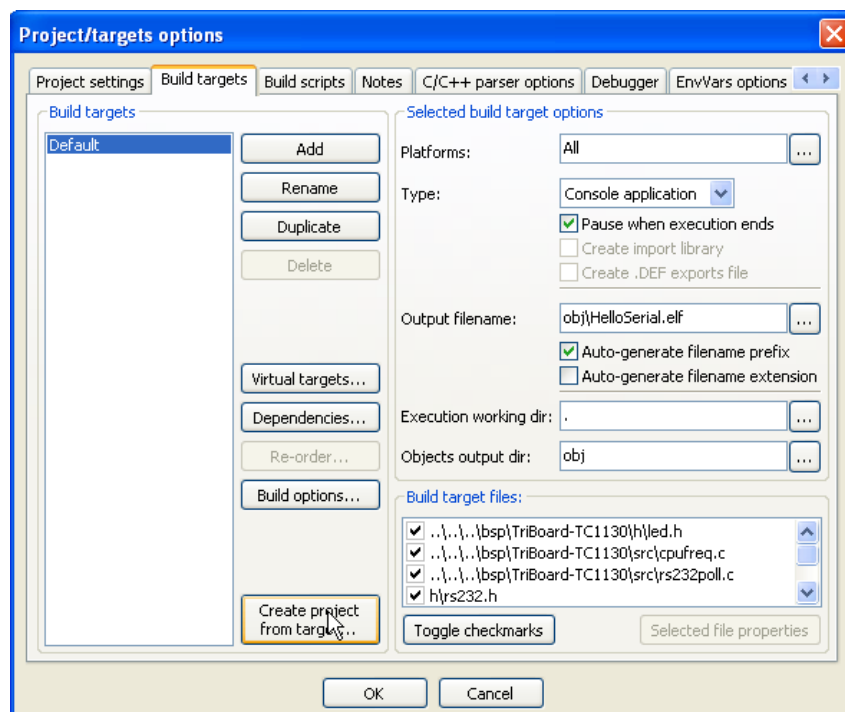 Project/targets options
Project settings
Build targets
Build scripts
Notes
C/C++ parser options
Debugger
EnvVars options
Build targets
Default
Add
Rename
Duplicate
Delete
Virtual targets...
Dependencies...
Re-order...
Build options...
Create project
from target...
Selected build target options
Platforms:
All
...
Type:
Console application
Pause when execution ends
Create import library
Create .DEF exports file
Output filename:
obj\HelloSerial.elf
...
Auto-generate filename prefix
Auto-generate filename extension
Execution working dir:
.
...
Objects output dir:
obj
...
Build target files:
..\..\..\bsp\TriBoard-TC1130\h\led.h
..\..\..\bsp\TriBoard-TC1130\src\cpufreq.c
..\..\..\bsp\TriBoard-TC1130\src\rs232poll.c
h\rs232.h
Toggle checkmarks
Selected file properties
OK
Cancel